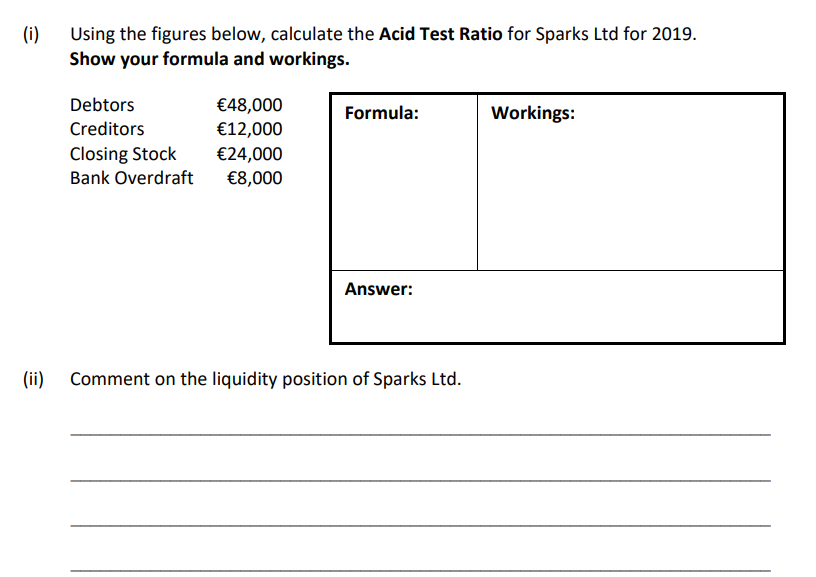 (i) Using the figures below, calculate the Acid Test Ratio for Sparks Ltd for 2019.
Show your formula and workings.
Debtors €48,000
Creditors €12,000
Closing Stock €24,000
Bank Overdraft €8,000
Formula: Workings:
Answer:
(ii) Comment on the liquidity position of Sparks Ltd.